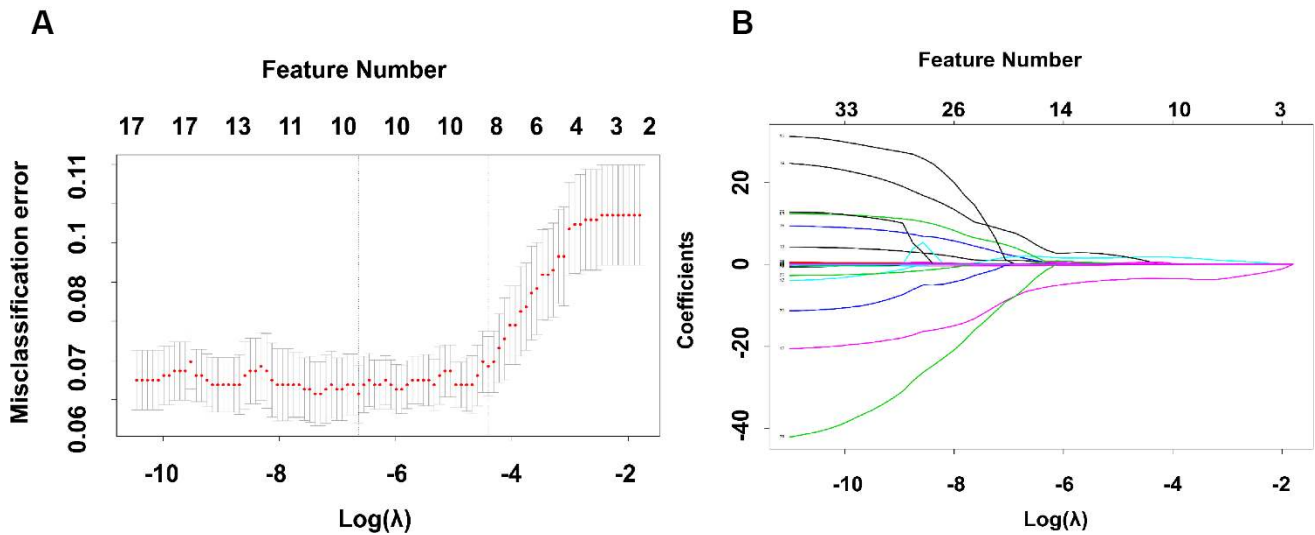 A
Feature Number
17 17 13 11 10 10 10 8 6 4 3 2
Misclassification error
0.11
0.1
0.08
0.07
0.06
-10 -8 -6 -4 -2
Log(λ)
B
Feature Number
33 26 14 10 3
Coefficients
20
0
-20
-40
-10 -8 -6 -4 -2
Log(λ)